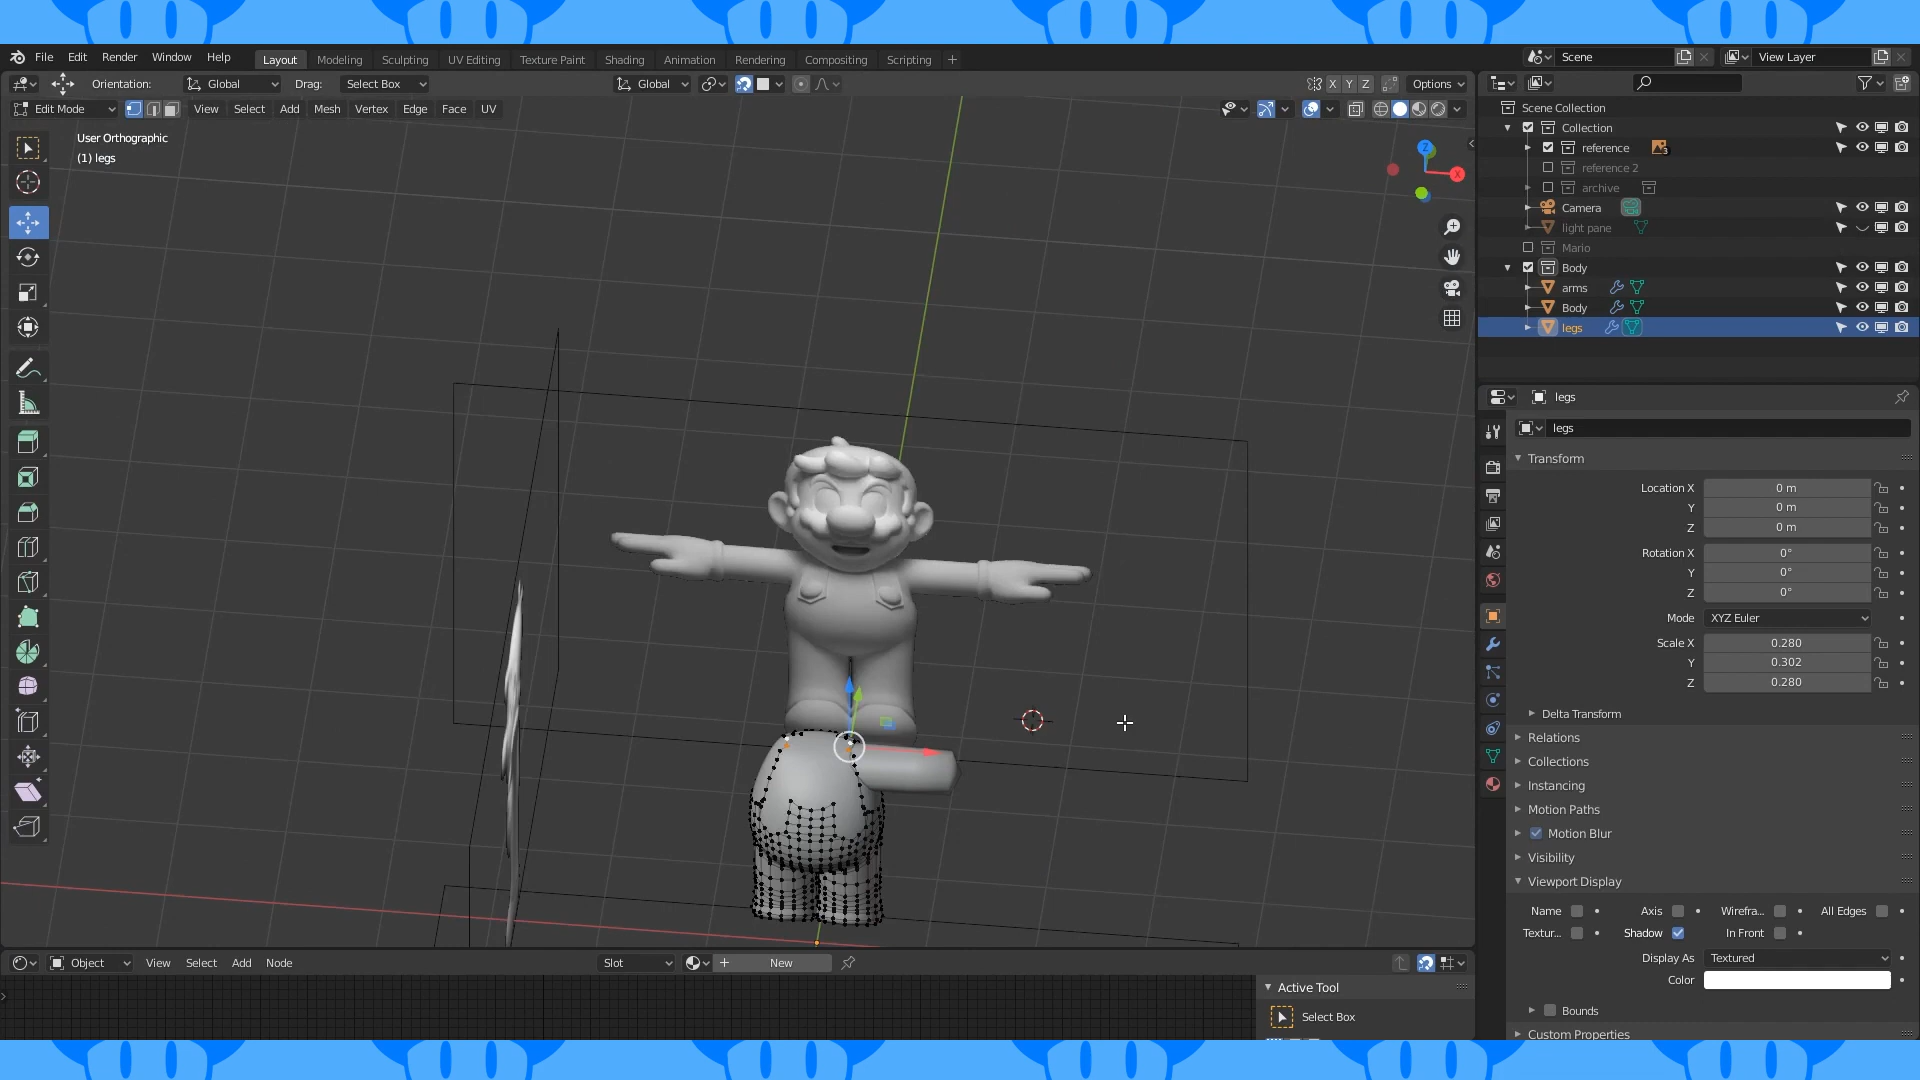 File Edit Render Window Help Layout Modeling Sculpting UV Editing Texture Paint Shading Animation Rendering Compositing Scripting + Scene View Layer
Orientation: Global Drag: Select Box Global X Y Z Options
Edit Mode View Select Add Mesh Vertex Edge Face UV
User Orthographic
(1) legs
Z
X
Scene Collection
Collection
reference 3
reference 2
archive
Camera
light pane
Mario
Body
arms
Body
legs
legs
legs
Transform
Location X 0 m
Y 0 m
Z 0 m
Rotation X 0°
Y 0°
Z 0°
Mode XYZ Euler
Scale X 0.280
Y 0.302
Z 0.280
Delta Transform
Relations
Collections
Instancing
Motion Paths
Motion Blur
Visibility
Viewport Display
Name Axis Wirefra... All Edges
Textur... Shadow In Front
Display As Textured
Color
Bounds
Custom Properties
Object View Select Add Node Slot + New
Active Tool
Select Box